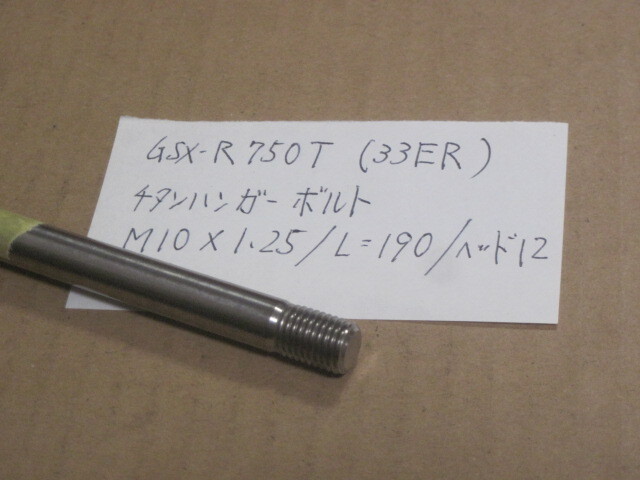 GSX-R 750T (33ER)
チタンハンガーボルト
M10 X 1.25/L=190/ヘッド12